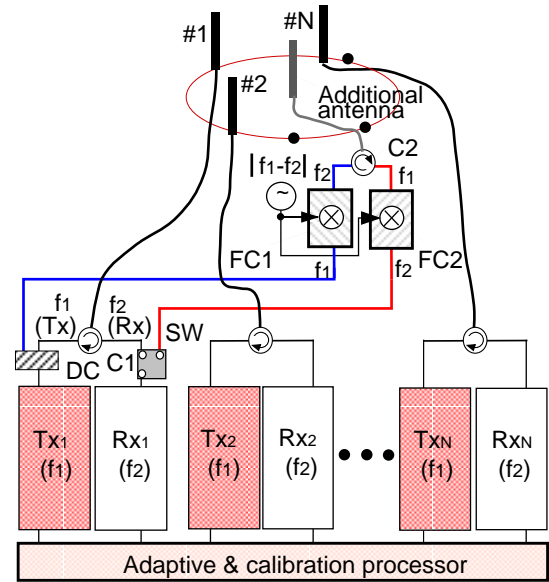 #1
#N
#2
Additional
antenna
|f1-f2|
f2
C2
f1
~
FC1
f1
f2
FC2
f1
(Tx)
f2
(Rx)
SW
DC
C1
Tx1
(f1)
Rx1
(f2)
Tx2
(f1)
Rx2
(f2)
TxN
(f1)
RxN
(f2)
Adaptive & calibration processor